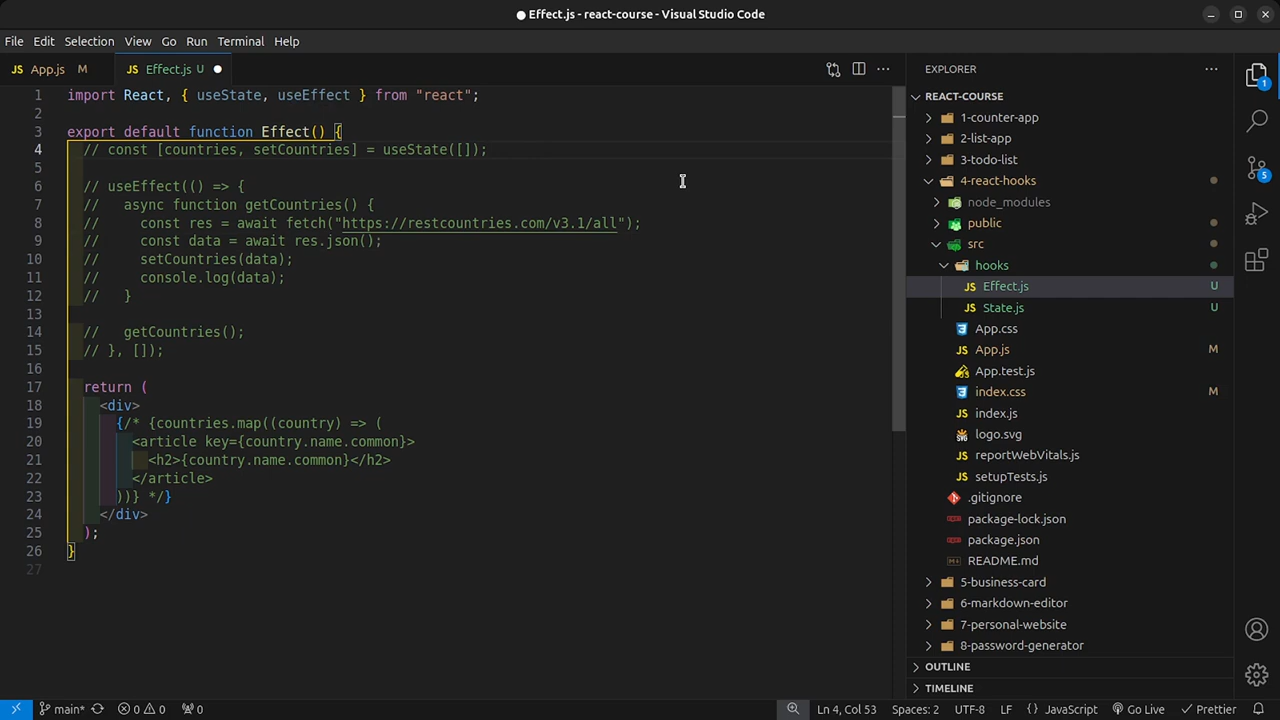 Effect.js - react-course - Visual Studio Code
File Edit Selection View Go Run Terminal Help
JS App.js M JS Effect.js U
1 import React, { useState, useEffect } from "react";
2
3 export default function Effect() {
4 // const [countries, setCountries] = useState([]);
5
6 // useEffect(() => {
7 // async function getCountries() {
8 // const res = await fetch("https://restcountries.com/v3.1/all");
9 // const data = await res.json();
10 // setCountries(data);
11 // console.log(data);
12 // }
13
14 // getCountries();
15 // }, []);
16
17 return (
18 <div>
19 {/* {countries.map((country) => (
20 <article key={country.name.common}>
21 <h2>{country.name.common}</h2>
22 </article>
23 ))} */}
24 </div>
25 );
26 }
27
EXPLORER
REACT-COURSE
1-counter-app
2-list-app
3-todo-list
4-react-hooks
node_modules
public
src
hooks
JS Effect.js U
JS State.js U
App.css
JS App.js M
App.test.js
index.css M
JS index.js
logo.svg
JS reportWebVitals.js
JS setupTests.js
.gitignore
package-lock.json
package.json
README.md
5-business-card
6-markdown-editor
7-personal-website
8-password-generator
OUTLINE
TIMELINE
1
5
main* 0 0 0 Ln 4, Col 53 Spaces: 2 UTF-8 LF { } JavaScript Go Live Prettier